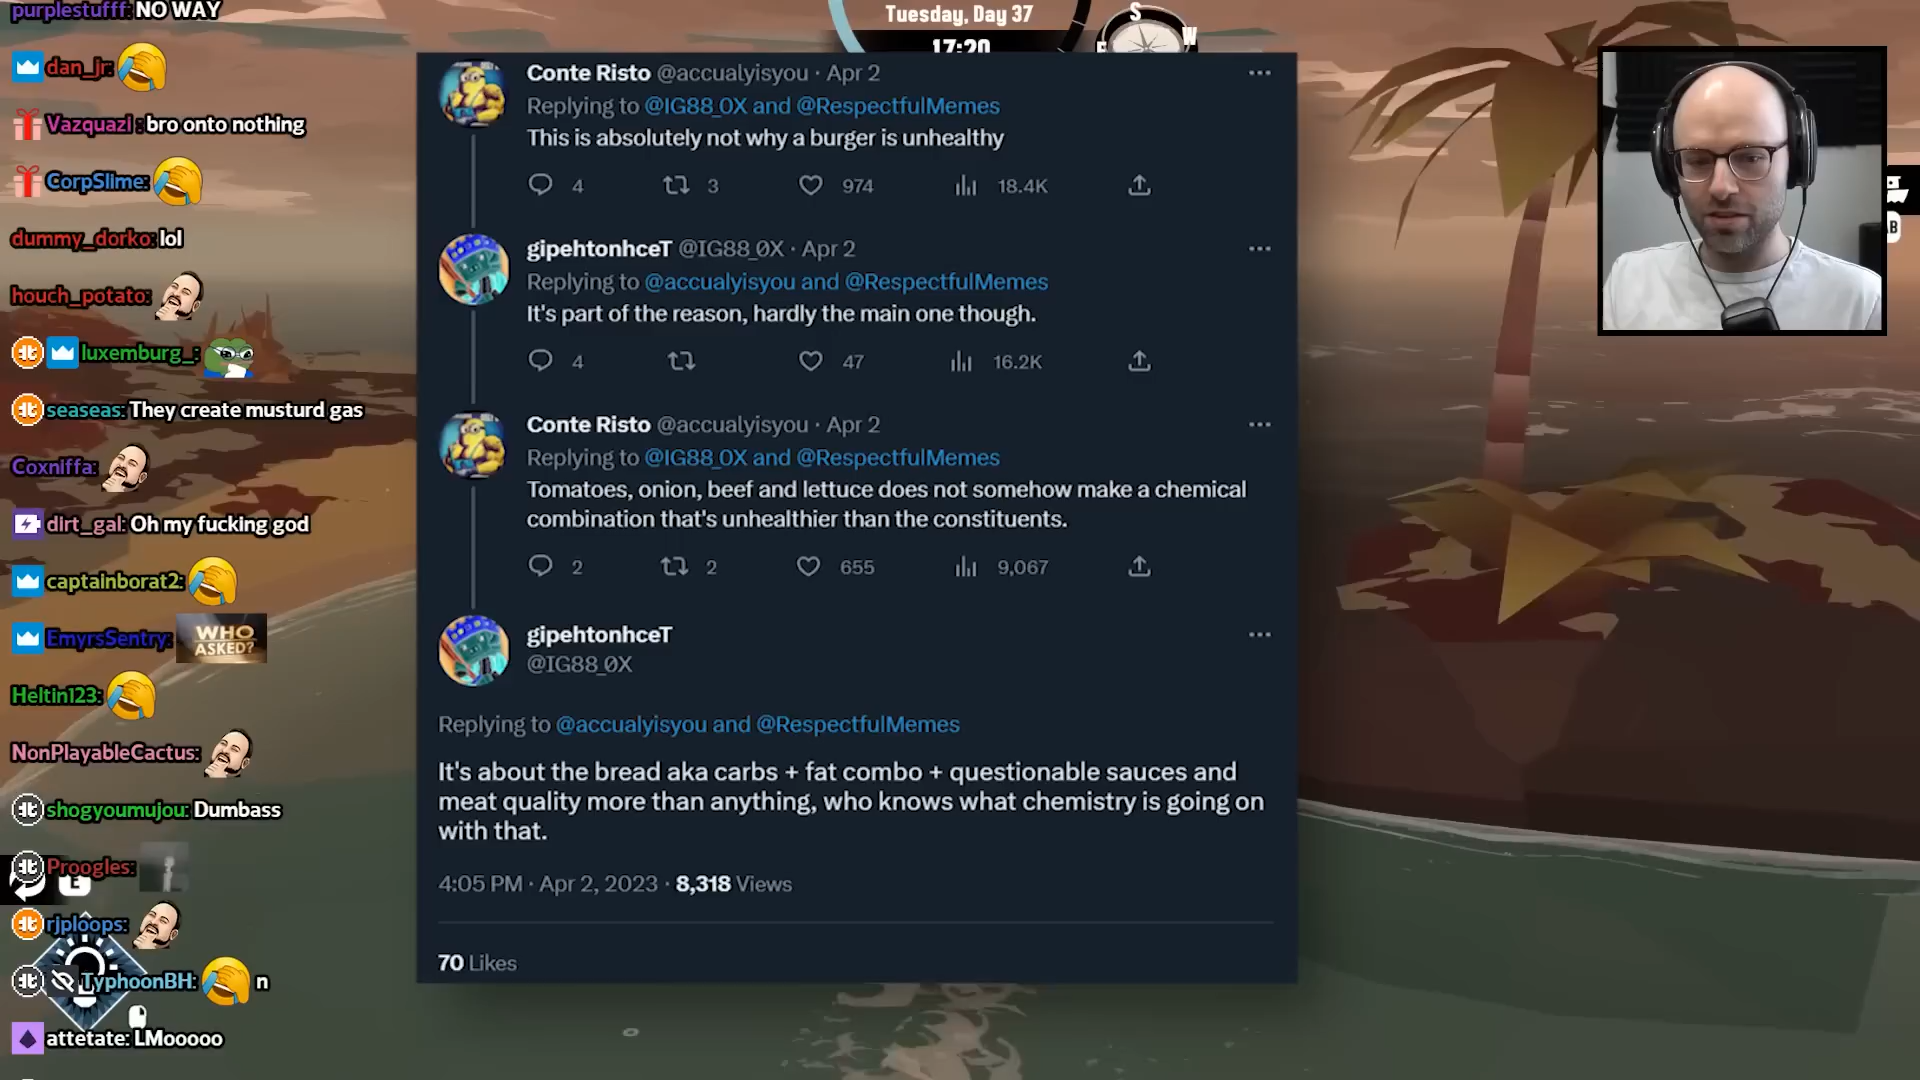 purplestufff: NO WAY
dan_jr:
Vazquazi: bro onto nothing
CorpSlime:
dummy_dorko: lol
houch_potato:
luxemburg_:
seaseas: They create musturd gas
Coxniffa:
dirt_gal: Oh my fucking god
captainborat2:
EmyrsSentry: WHO ASKED?
Heltin123:
NonPlayableCactus:
shogyoumujou: Dumbass
Proogles:
E
rjploops:
TyphoonBH: n
attetate: LMooooo
Tuesday, Day 37
17:20
S
E
W
Conte Risto @accualyisyou · Apr 2
Replying to @IG88_0X and @RespectfulMemes
This is absolutely not why a burger is unhealthy
4 3 974 18.4K
gipehtonhceT @IG88_0X · Apr 2
Replying to @accualyisyou and @RespectfulMemes
It's part of the reason, hardly the main one though.
4 47 16.2K
Conte Risto @accualyisyou · Apr 2
Replying to @IG88_0X and @RespectfulMemes
Tomatoes, onion, beef and lettuce does not somehow make a chemical
combination that's unhealthier than the constituents.
2 2 655 9,067
gipehtonhceT
@IG88_0X
Replying to @accualyisyou and @RespectfulMemes
It's about the bread aka carbs + fat combo + questionable sauces and
meat quality more than anything, who knows what chemistry is going on
with that.
4:05 PM · Apr 2, 2023 · 8,318 Views
70 Likes